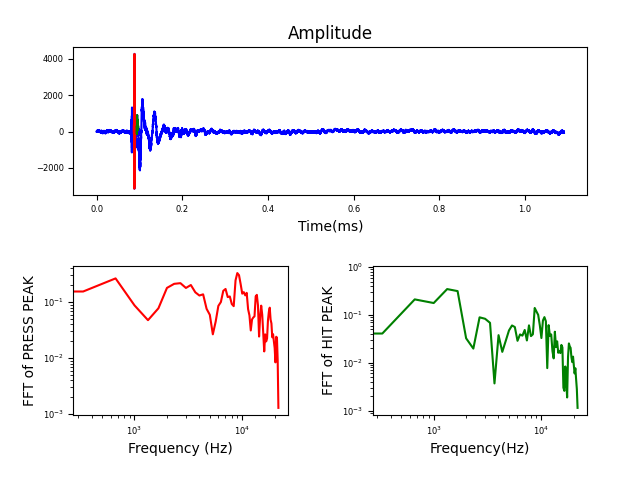 Amplitude
4000
2000
0
−2000
0.0 0.2 0.4 0.6 0.8 1.0
Time(ms)
FFT of PRESS PEAK
10⁻¹
10⁻²
10⁻³
10³ 10⁴
Frequency (Hz)
FFT of HIT PEAK
10⁰
10⁻¹
10⁻²
10⁻³
10³ 10⁴
Frequency(Hz)